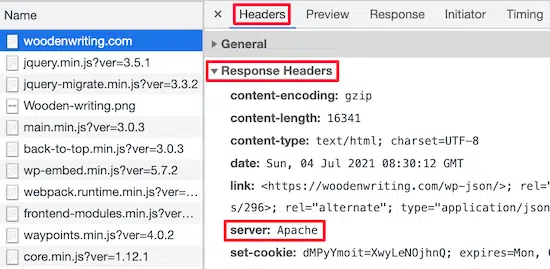 Name
woodenwriting.com
jquery.min.js?ver=3.5.1
jquery-migrate.min.js?ver=3.3.2
Wooden-writing.png
main.min.js?ver=3.0.3
back-to-top.min.js?ver=3.0.3
wp-embed.min.js?ver=5.7.2
webpack.runtime.min.js?ver=3.
frontend-modules.min.js?ver=3.
waypoints.min.js?ver=4.0.2
core.min.js?ver=1.12.1
Headers Preview Response Initiator Timing
General
Response Headers
content-encoding: gzip
content-length: 16341
content-type: text/html; charset=UTF-8
date: Sun, 04 Jul 2021 08:30:12 GMT
link: <https://woodenwriting.com/wp-json/>; rel="
s/296>; rel="alternate"; type="application/json
server: Apache
set-cookie: dMPyYmoit=XwyLeNOjhnQ; expires=Mon,